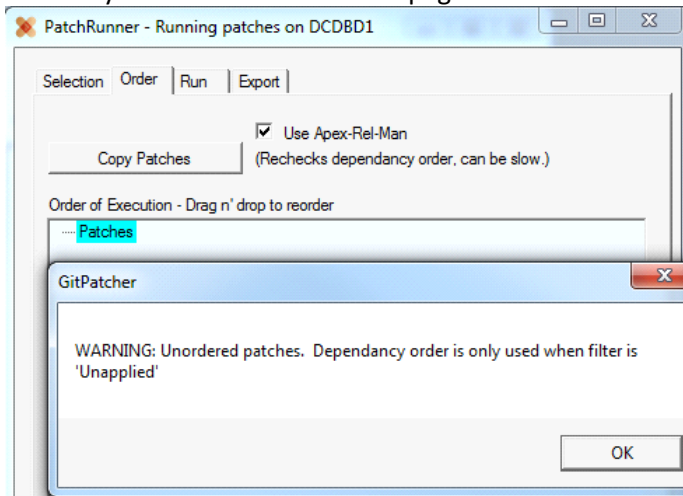 PatchRunner - Running patches on DCDBD1
Selection Order Run Export
Use Apex-Rel-Man
Copy Patches (Rechecks dependancy order, can be slow.)
Order of Execution - Drag n' drop to reorder
Patches
GitPatcher
WARNING: Unordered patches. Dependancy order is only used when filter is
'Unapplied'
OK